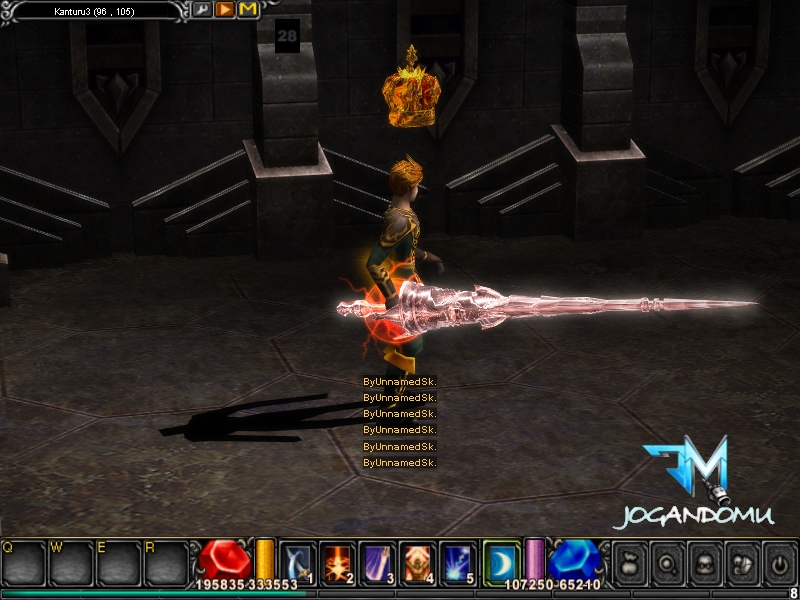 Kanturu3 (96 , 105)
M
28
ByUnnamedSk.
ByUnnamedSk.
ByUnnamedSk.
ByUnnamedSk.
ByUnnamedSk.
ByUnnamedSk.
JM
JOGANDOMU
Q W E R
1 2 3 4 5
195835 333553 107250 65210
8